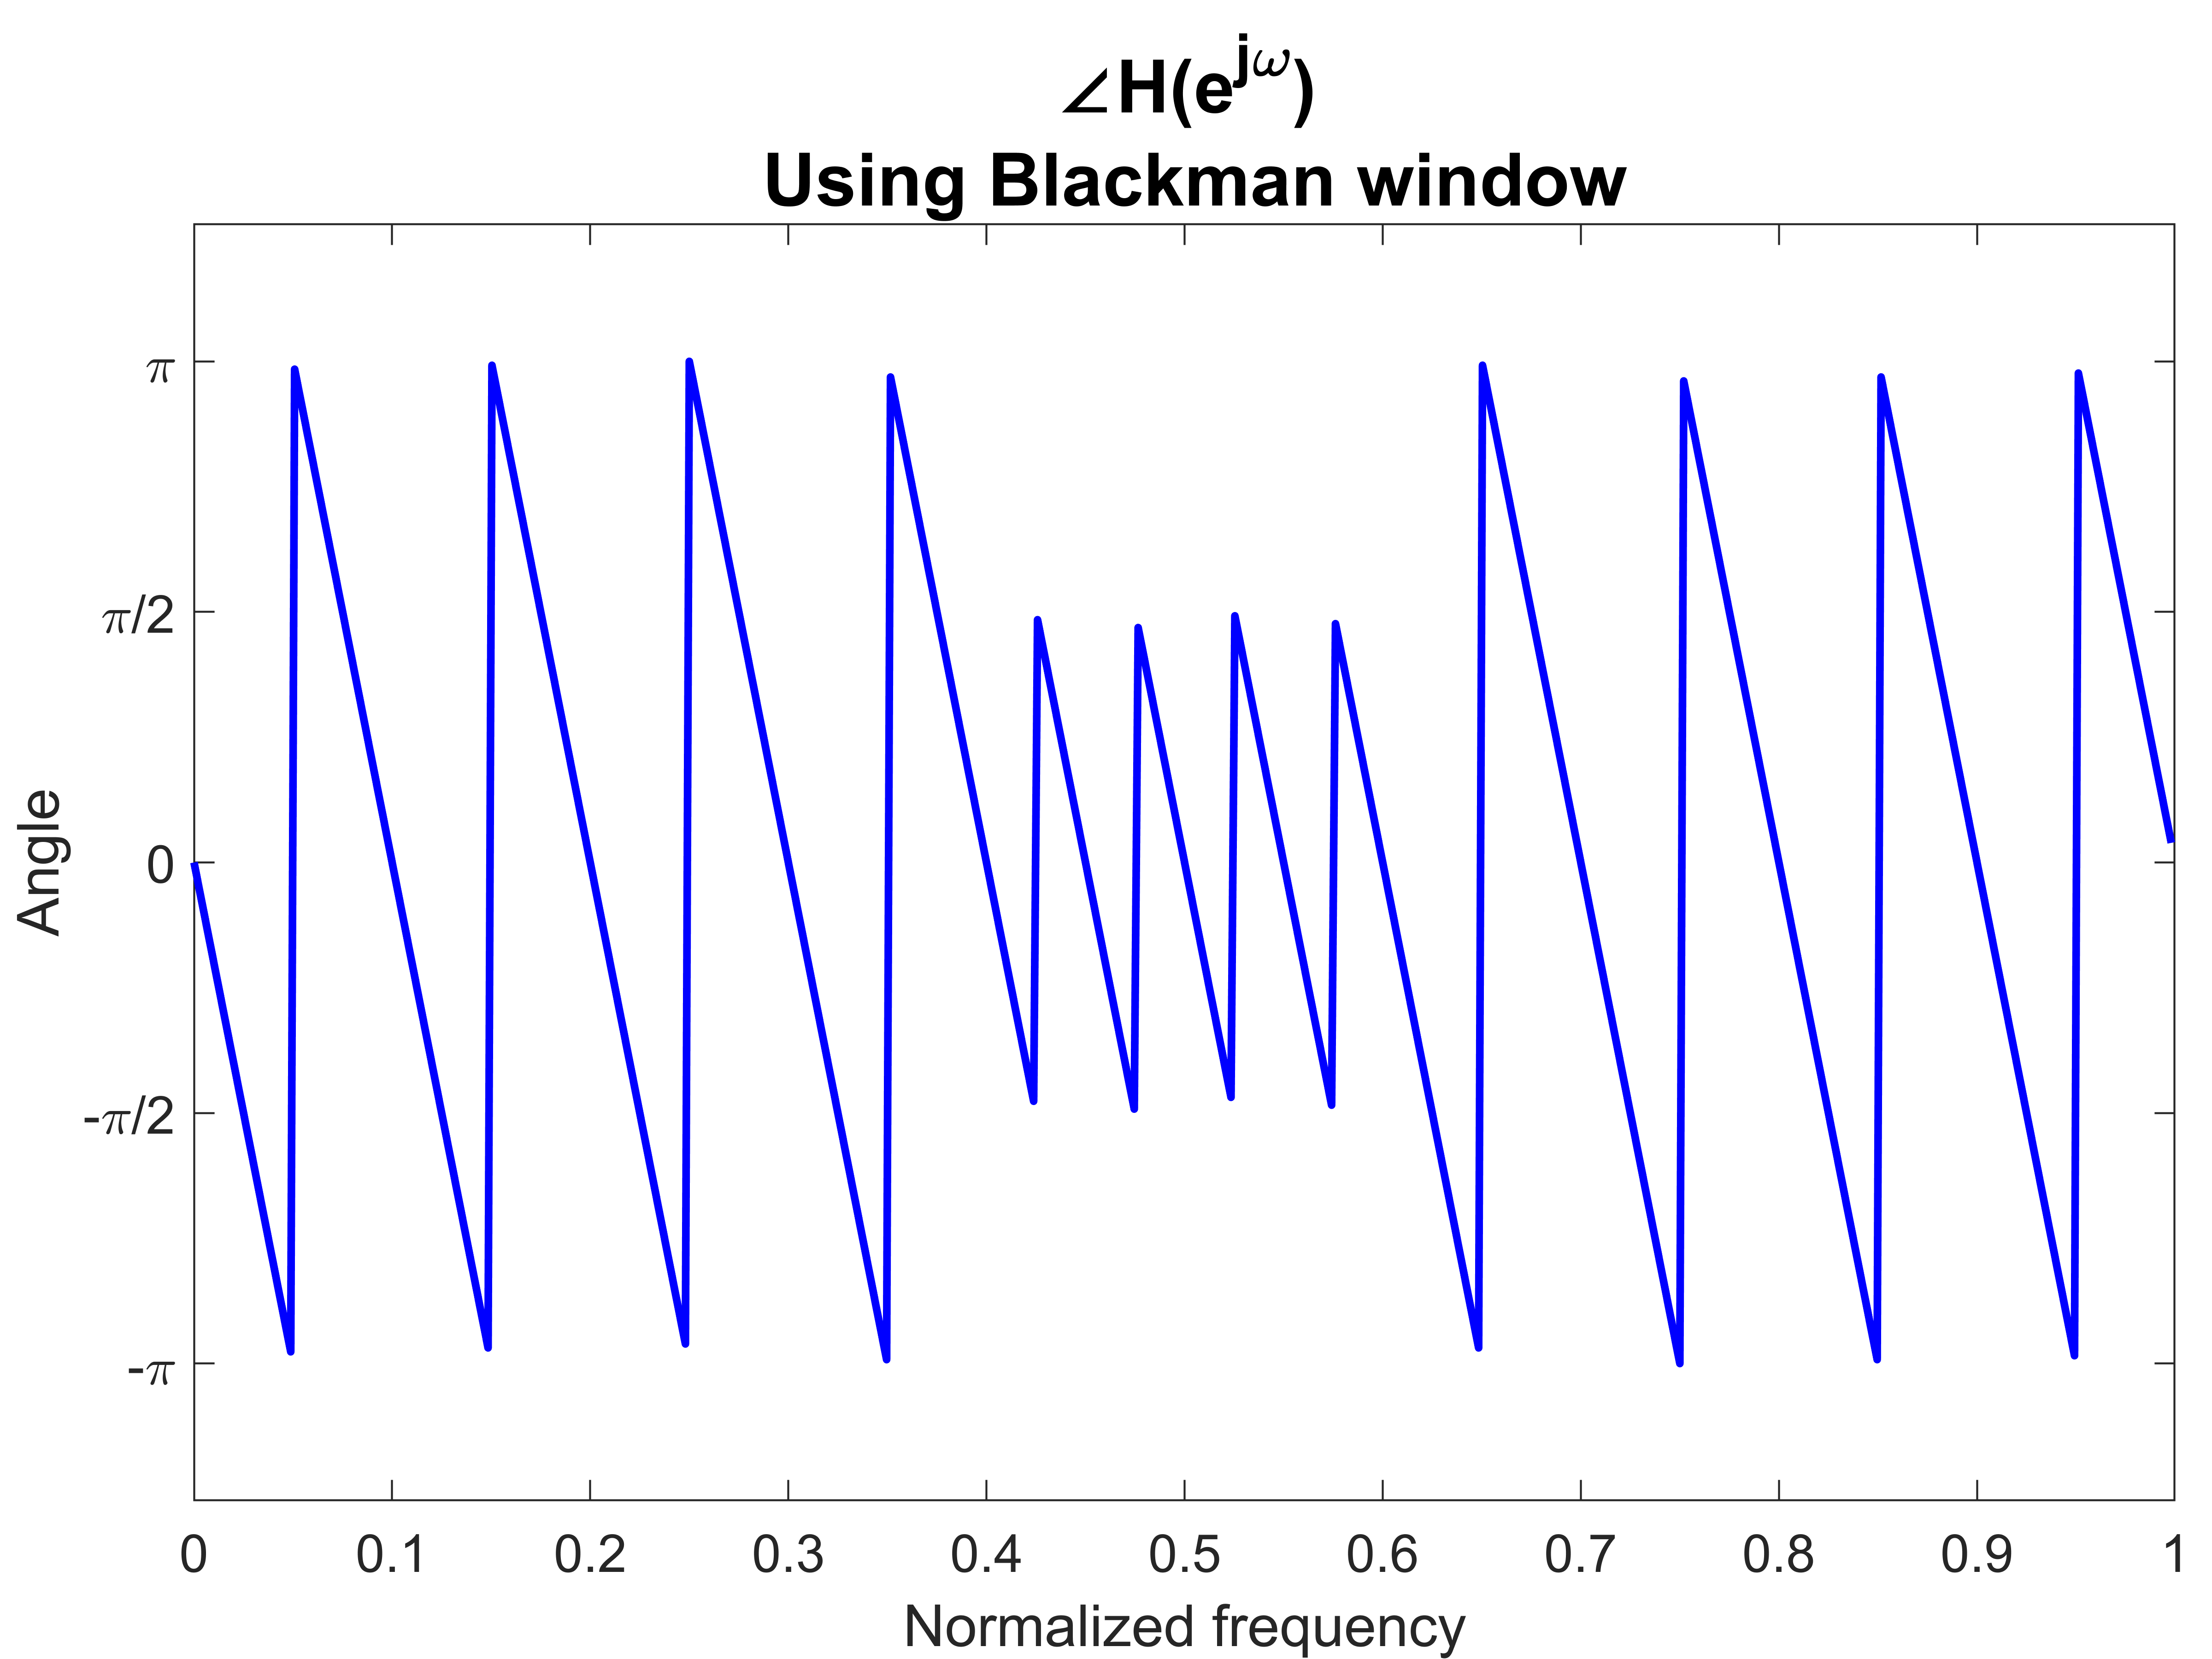 ∠H(e^jω)
Using Blackman window
π
π/2
0
-π/2
-π
Angle
0 0.1 0.2 0.3 0.4 0.5 0.6 0.7 0.8 0.9 1
Normalized frequency